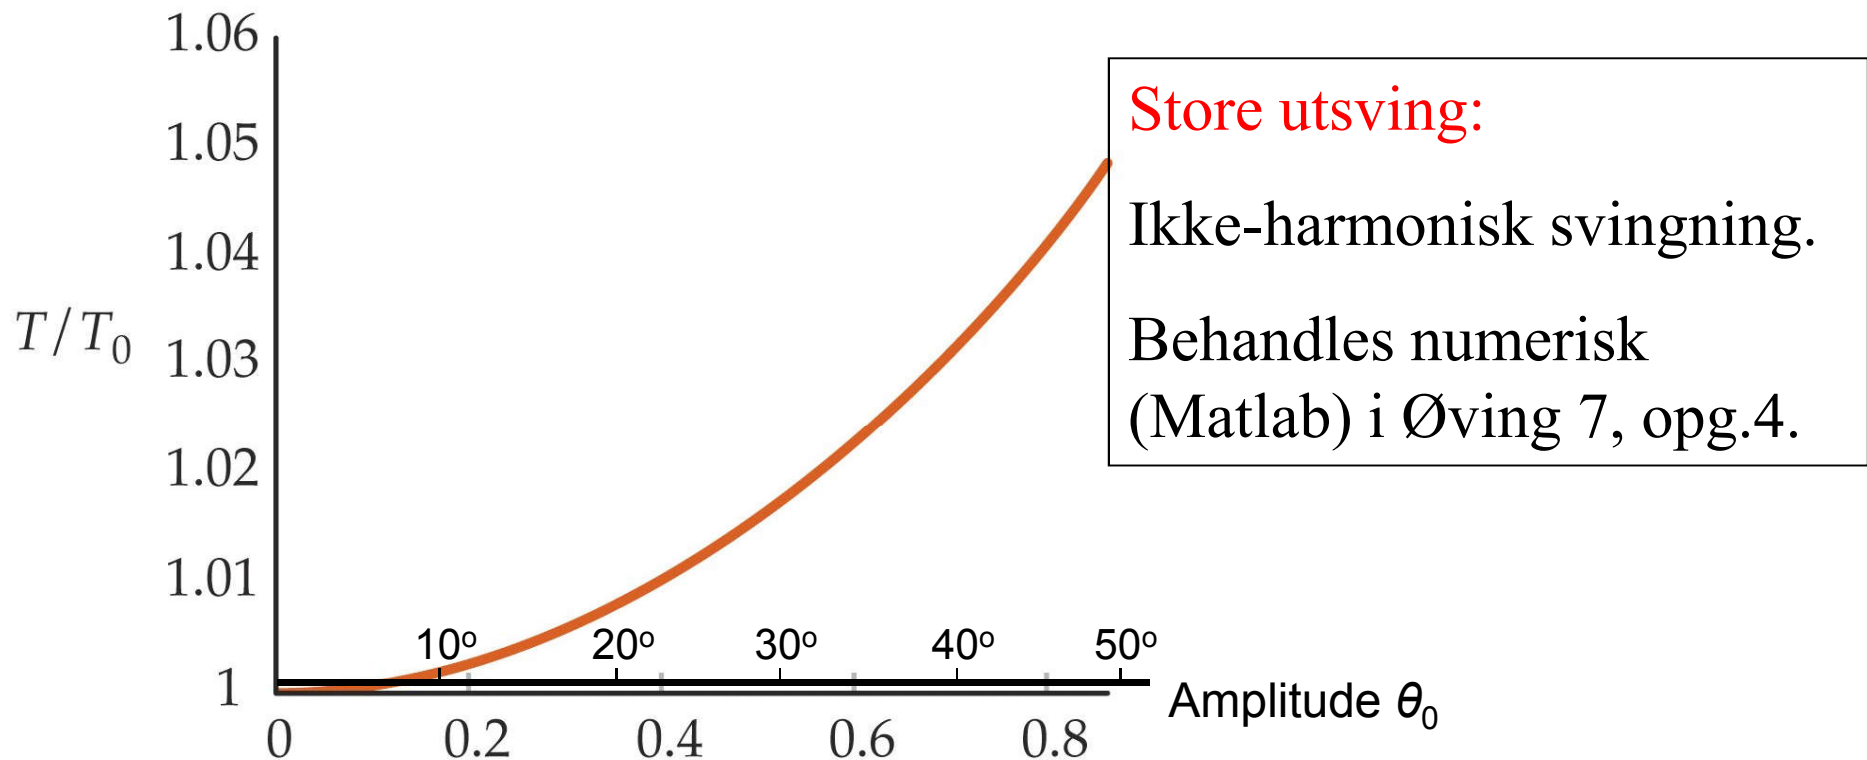 1.06
1.05
1.04
1.03
1.02
1.01
1
T/T0
Store utsving:
Ikke-harmonisk svingning.
Behandles numerisk
(Matlab) i Øving 7, opg.4.
10º 20º 30º 40º 50º
Amplitude θ0
0 0.2 0.4 0.6 0.8